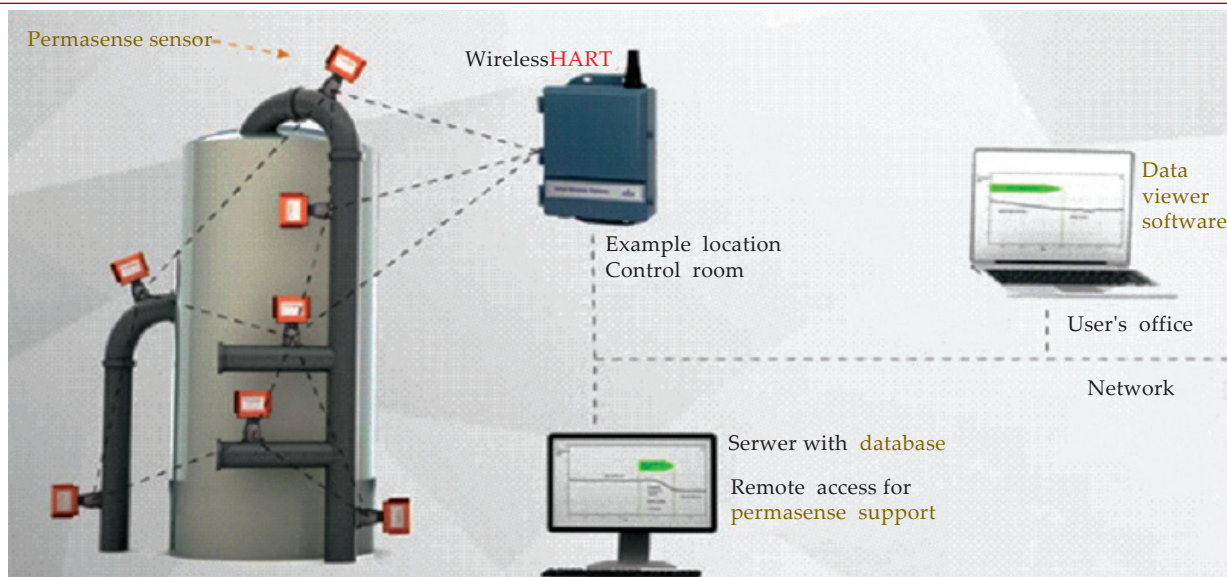 Permasense sensor
WirelessHART
Example location
Control room
Data
viewer
software
User's office
Network
Serwer with database
Remote access for
permasense support